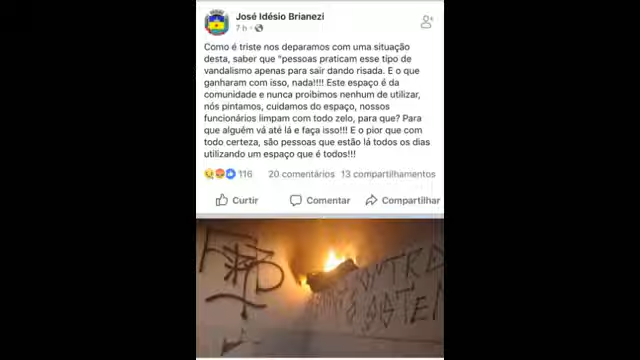 José Idésio Brianezi
7 h ·
Como é triste nos depararmos com uma situação
desta, saber que "pessoas praticam esse tipo de
vandalismo apenas para sair dando risada. E o que
ganharam com isso, nada!!!! Este espaço é da
comunidade e nunca proibimos nenhum de utilizar,
nós pintamos, cuidamos do espaço, nossos
funcionários limpam com todo zelo, para que? Para
que alguém vá até lá e faça isso!!! E o pior que com
todo certeza, são pessoas que estão lá todos os dias
utilizando um espaço que é todos!!!
116 20 comentários 13 compartilhamentos
Curtir Comentar Compartilhar
CONTRA